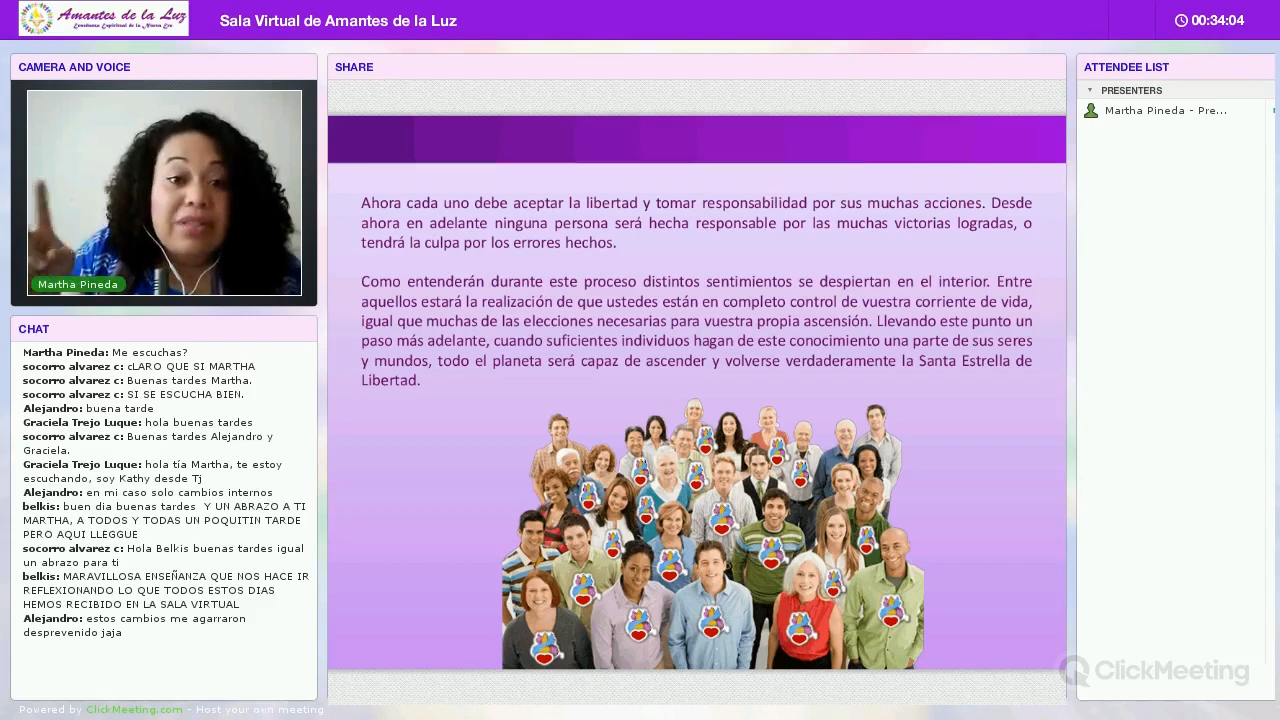 Amantes de la Luz
Enseñanza Espiritual de la Nueva Era
Sala Virtual de Amantes de la Luz
00:34:04
CAMERA AND VOICE
Martha Pineda
CHAT
Martha Pineda: Me escuchas?
socorro alvarez c: cLARO QUE SI MARTHA
socorro alvarez c: Buenas tardes Martha.
socorro alvarez c: SI SE ESCUCHA BIEN.
Alejandro: buena tarde
Graciela Trejo Luque: hola buenas tardes
socorro alvarez c: Buenas tardes Alejandro y
Graciela.
Graciela Trejo Luque: hola tía Martha, te estoy
escuchando, soy Kathy desde Tj
Alejandro: en mi caso solo cambios internos
belkis: buen dia buenas tardes  Y UN ABRAZO A TI
MARTHA, A TODOS Y TODAS UN POQUITIN TARDE
PERO AQUI LLEGGUE
socorro alvarez c: Hola Belkis buenas tardes igual
un abrazo para ti
belkis: MARAVILLOSA ENSEÑANZA QUE NOS HACE IR
REFLEXIONANDO LO QUE TODOS ESTOS DIAS
HEMOS RECIBIDO EN LA SALA VIRTUAL
Alejandro: estos cambios me agarraron
desprevenido jaja
Powered by ClickMeeting.com - Host your own meeting
SHARE
Ahora cada uno debe aceptar la libertad y tomar responsabilidad por sus muchas acciones. Desde
ahora en adelante ninguna persona será hecha responsable por las muchas victorias logradas, o
tendrá la culpa por los errores hechos.
Como entenderán durante este proceso distintos sentimientos se despiertan en el interior. Entre
aquellos estará la realización de que ustedes están en completo control de vuestra corriente de vida,
igual que muchas de las elecciones necesarias para vuestra propia ascensión. Llevando este punto un
paso más adelante, cuando suficientes individuos hagan de este conocimiento una parte de sus seres
y mundos, todo el planeta será capaz de ascender y volverse verdaderamente la Santa Estrella de
Libertad.
ATTENDEE LIST
PRESENTERS
Martha Pineda - Pre...
ClickMeeting